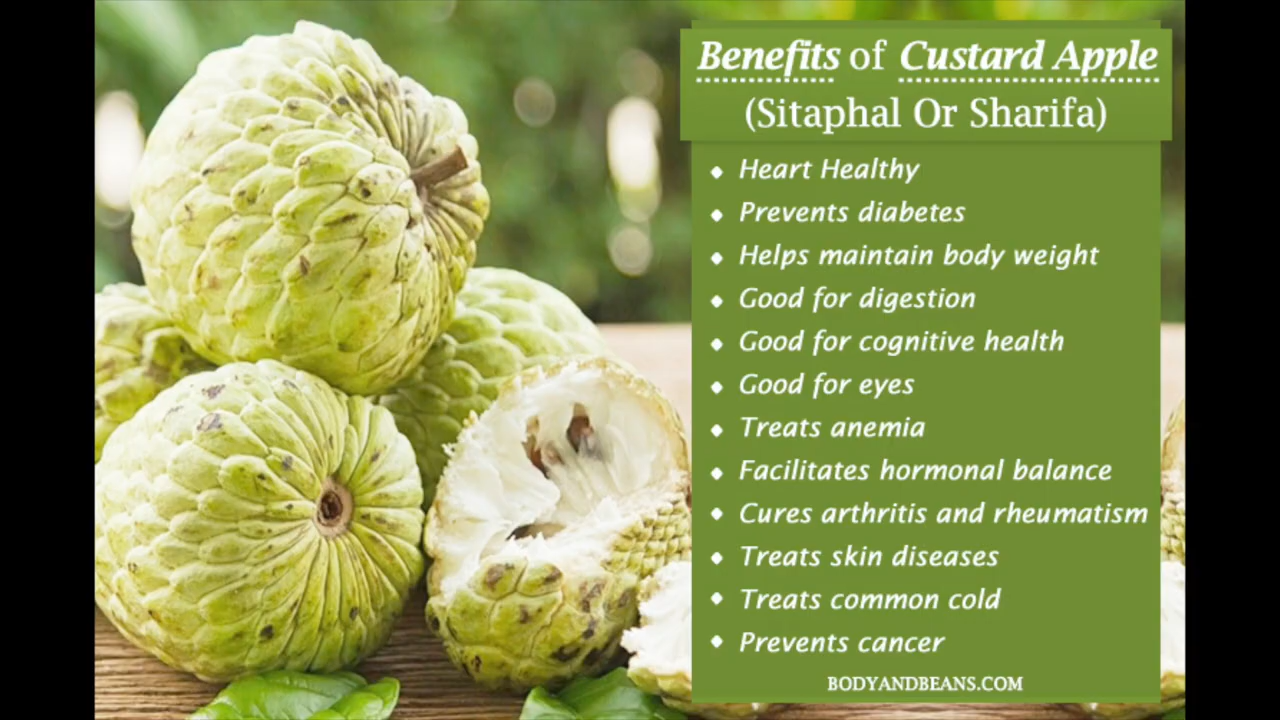 Benefits of Custard Apple
(Sitaphal Or Sharifa)
Heart Healthy
Prevents diabetes
Helps maintain body weight
Good for digestion
Good for cognitive health
Good for eyes
Treats anemia
Facilitates hormonal balance
Cures arthritis and rheumatism
Treats skin diseases
Treats common cold
Prevents cancer
BODYANDBEANS.COM